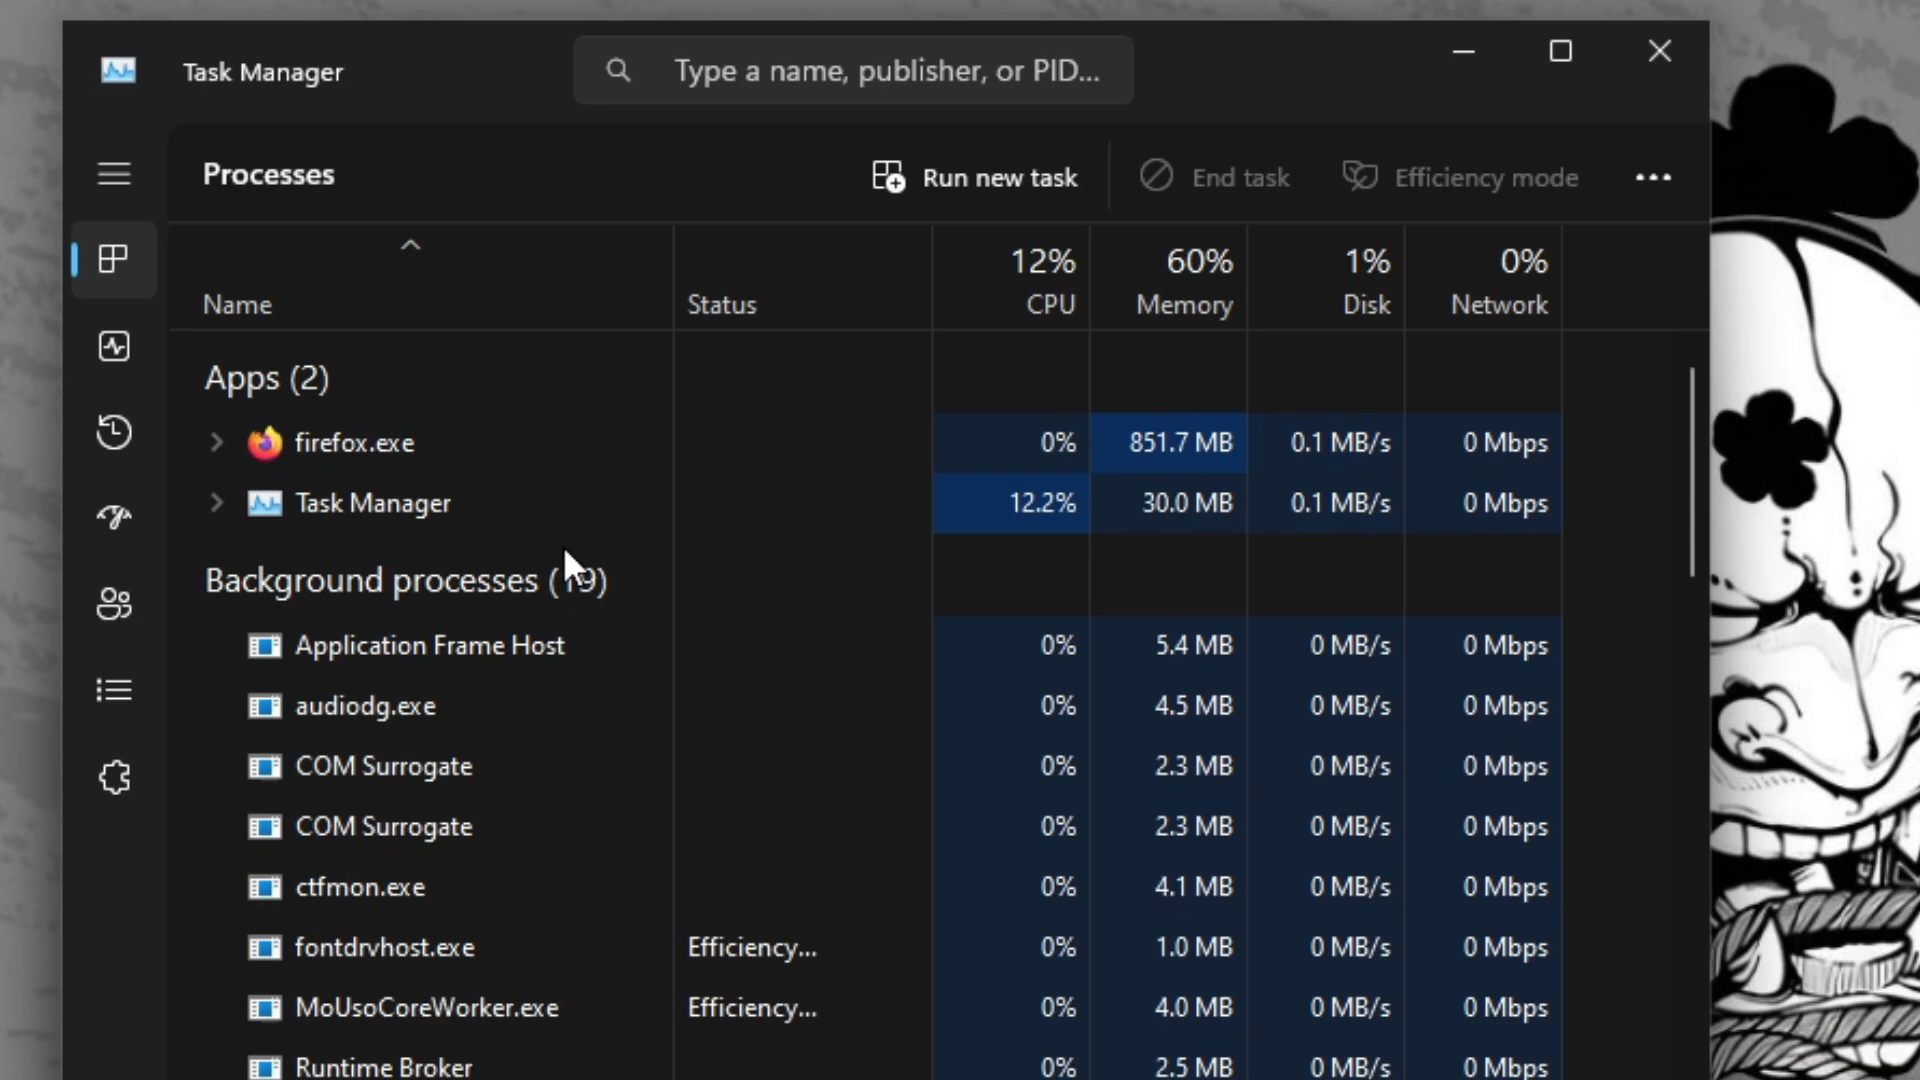 Task Manager
Type a name, publisher, or PID...
Processes
Run new task
End task
Efficiency mode
12% 60% 1% 0%
Name Status CPU Memory Disk Network
Apps (2)
firefox.exe 0% 851.7 MB 0.1 MB/s 0 Mbps
Task Manager 12.2% 30.0 MB 0.1 MB/s 0 Mbps
Background processes (19)
Application Frame Host 0% 5.4 MB 0 MB/s 0 Mbps
audiodg.exe 0% 4.5 MB 0 MB/s 0 Mbps
COM Surrogate 0% 2.3 MB 0 MB/s 0 Mbps
COM Surrogate 0% 2.3 MB 0 MB/s 0 Mbps
ctfmon.exe 0% 4.1 MB 0 MB/s 0 Mbps
fontdrvhost.exe Efficiency... 0% 1.0 MB 0 MB/s 0 Mbps
MoUsoCoreWorker.exe Efficiency... 0% 4.0 MB 0 MB/s 0 Mbps
Runtime Broker 0% 2.5 MB 0 MB/s 0 Mbps